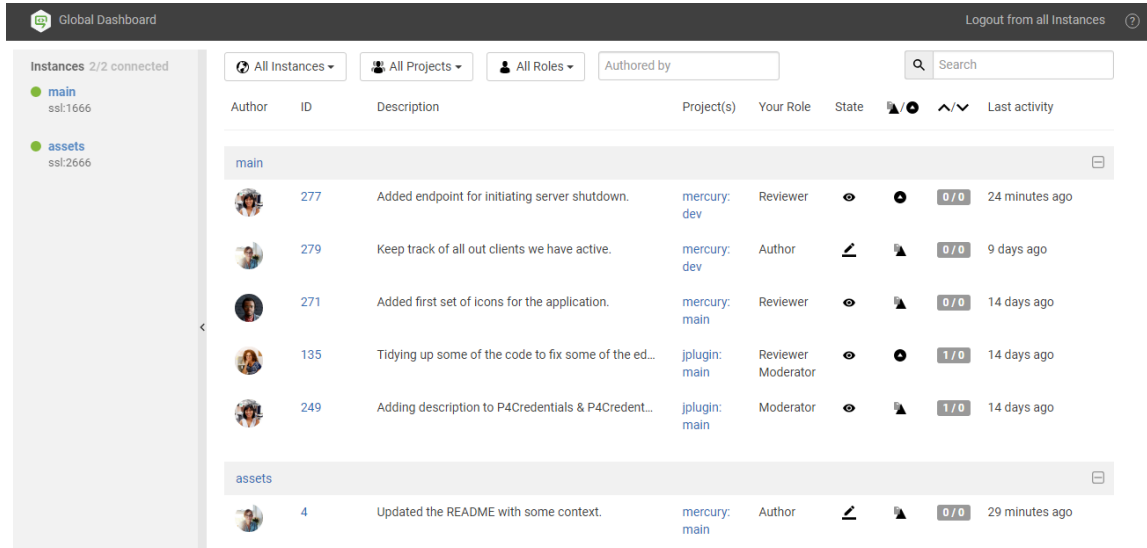 Global Dashboard Logout from all Instances ?
Instances 2/2 connected
main
ssl:1666
assets
ssl:2666
All Instances All Projects All Roles Authored by Search
Author ID Description Project(s) Your Role State / / Last activity
main
277 Added endpoint for initiating server shutdown. mercury: Reviewer 0 / 0 24 minutes ago
dev
279 Keep track of all out clients we have active. mercury: Author 0 / 0 9 days ago
dev
271 Added first set of icons for the application. mercury: Reviewer 0 / 0 14 days ago
main
135 Tidying up some of the code to fix some of the ed... jplugin: Reviewer 1 / 0 14 days ago
main Moderator
249 Adding description to P4Credentials & P4Credent... jplugin: Moderator 1 / 0 14 days ago
main
assets
4 Updated the README with some context. mercury: Author 0 / 0 29 minutes ago
main